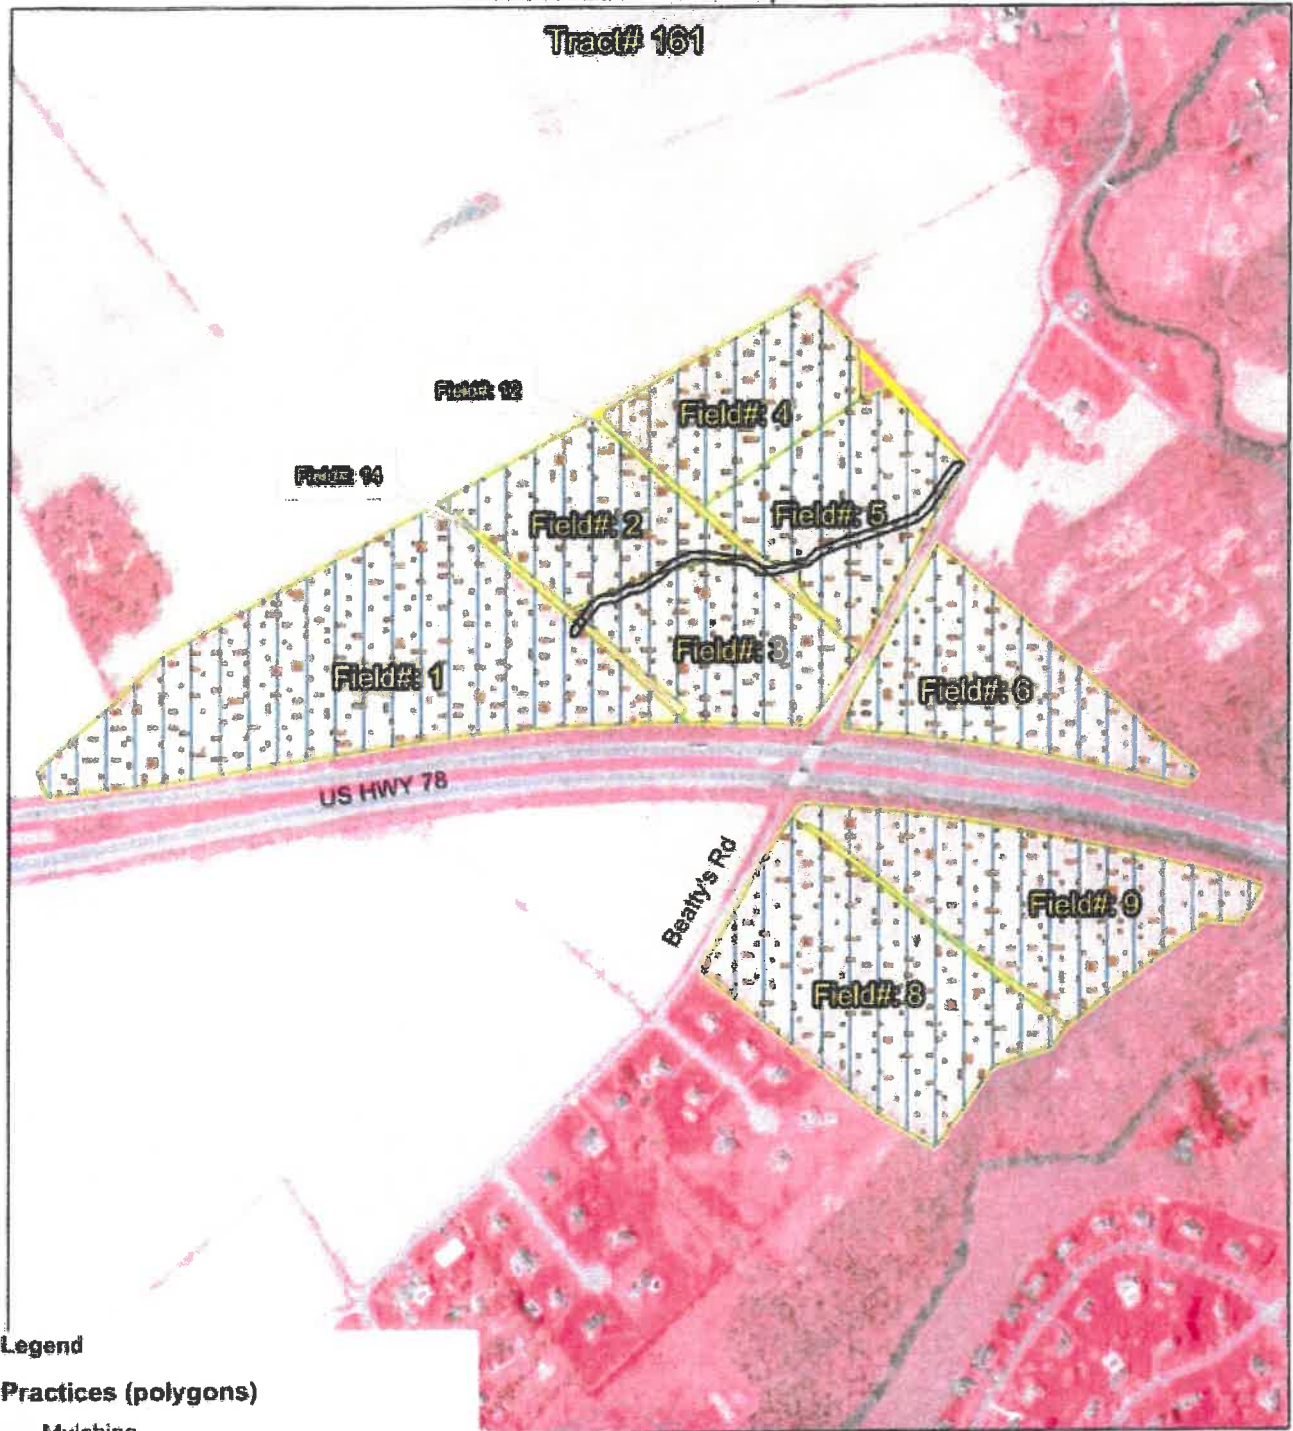 Tract# 161
Field#: 12
Field#: 4
Field#: 14
Field#: 2
Field#: 5
Field#: 3
Field#: 1
Field#: 6
US HWY 78
Beatty's Rd
Field#: 9
Field#: 8
Legend
Practices (polygons)
Mulching